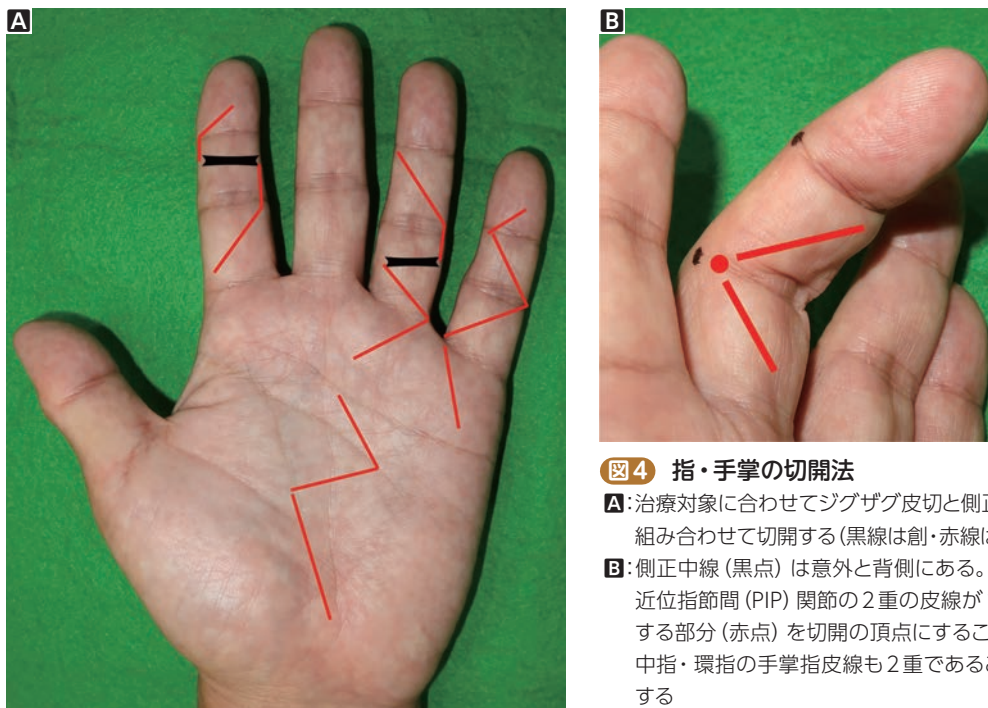 A
B
図4 指・手掌の切開法
A:治療対象に合わせてジグザグ皮切と側正
組み合わせて切開する(黒線は創・赤線は
B:側正中線(黒点)は意外と背側にある。
近位指節間(PIP)関節の2重の皮線が
する部分(赤点)を切開の頂点にするこ
中指・環指の手掌指皮線も2重である
する